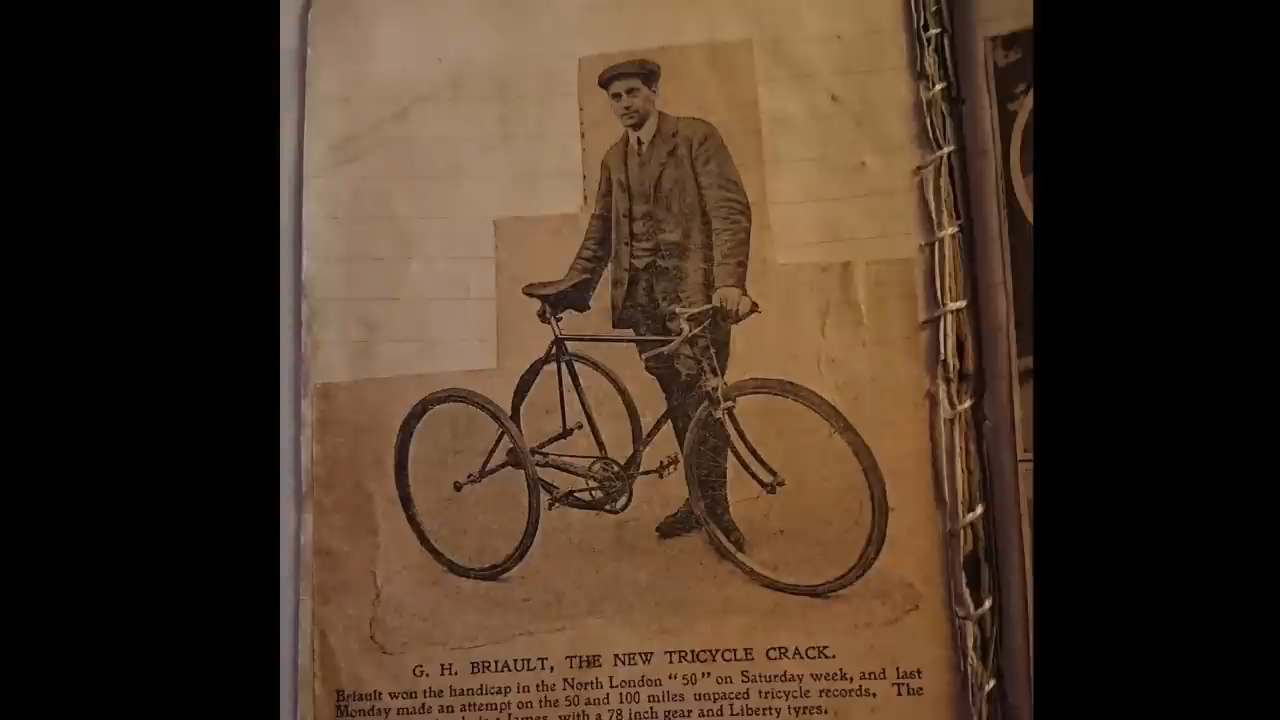 G. H. BRIAULT, THE NEW TRICYCLE CRACK.
Briault won the handicap in the North London "50" on Saturday week, and last
Monday made an attempt on the 50 and 100 miles unpaced tricycle records. The
James, with a 78 inch gear and Liberty tyres.